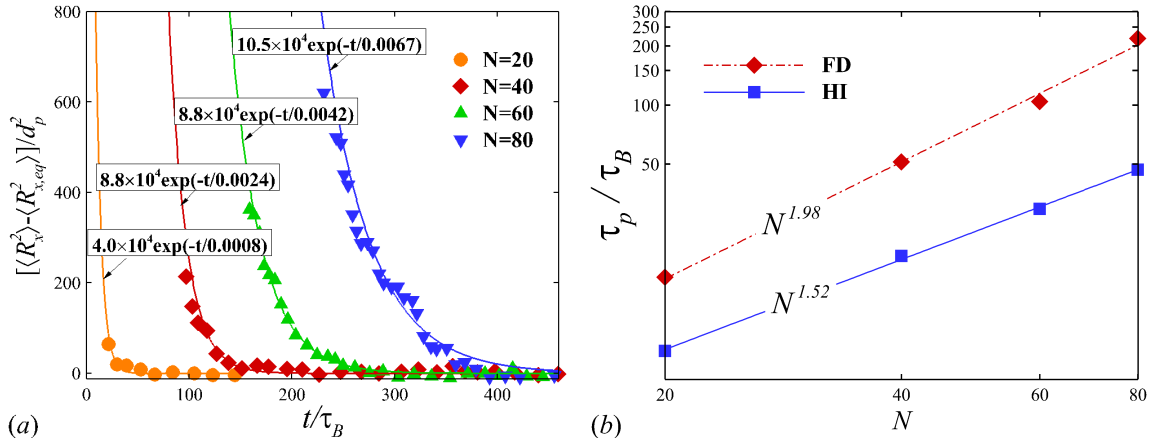 800
600
400
200
0
[⟨R²ₓ⟩-⟨R²ₓ,eq⟩]/d²ₚ
10.5×10⁴exp(-t/0.0067)
8.8×10⁴exp(-t/0.0042)
8.8×10⁴exp(-t/0.0024)
4.0×10⁴exp(-t/0.0008)
N=20
N=40
N=60
N=80
0 100 200 300 400
t/τ_B
(a)
300
200
150
100
50
τₚ / τ_B
FD
HI
N^1.98
N^1.52
20 40 60 80
N
(b)